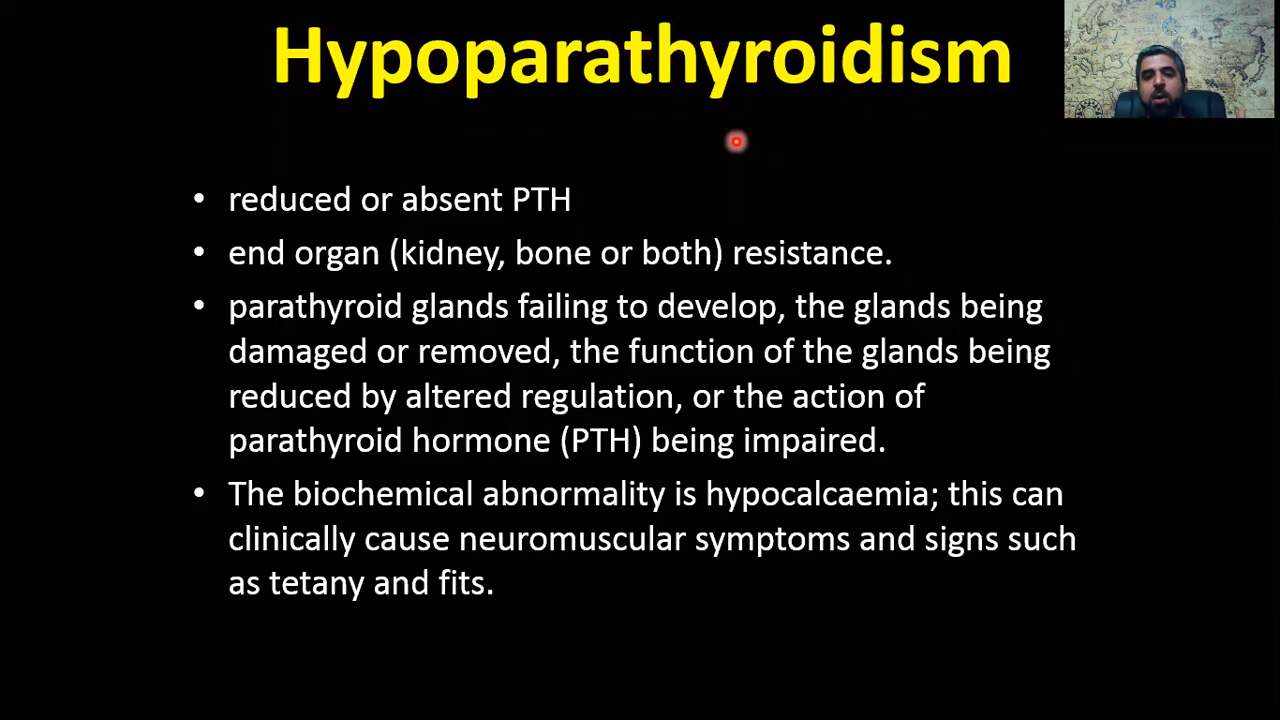 Hypoparathyroidism
• reduced or absent PTH
• end organ (kidney, bone or both) resistance.
• parathyroid glands failing to develop, the glands being
damaged or removed, the function of the glands being
reduced by altered regulation, or the action of
parathyroid hormone (PTH) being impaired.
• The biochemical abnormality is hypocalcaemia; this can
clinically cause neuromuscular symptoms and signs such
as tetany and fits.